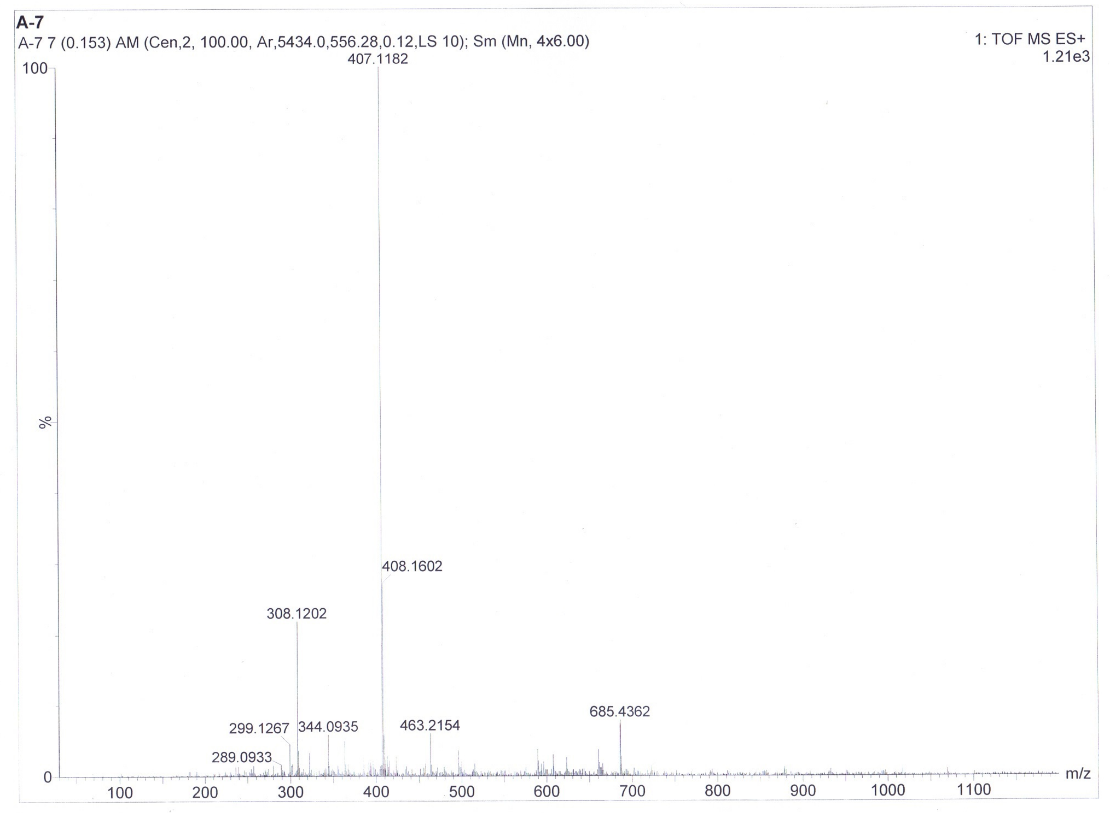 A-7
A-7 7 (0.153) AM (Cen,2, 100.00, Ar,5434.0,556.28,0.12,LS 10); Sm (Mn, 4x6.00)
1: TOF MS ES+
1.21e3
407.1182
100
408.1602
308.1202
685.4362
299.1267 344.0935
463.2154
289.0933
%
0
m/z
100 200 300 400 500 600 700 800 900 1000 1100